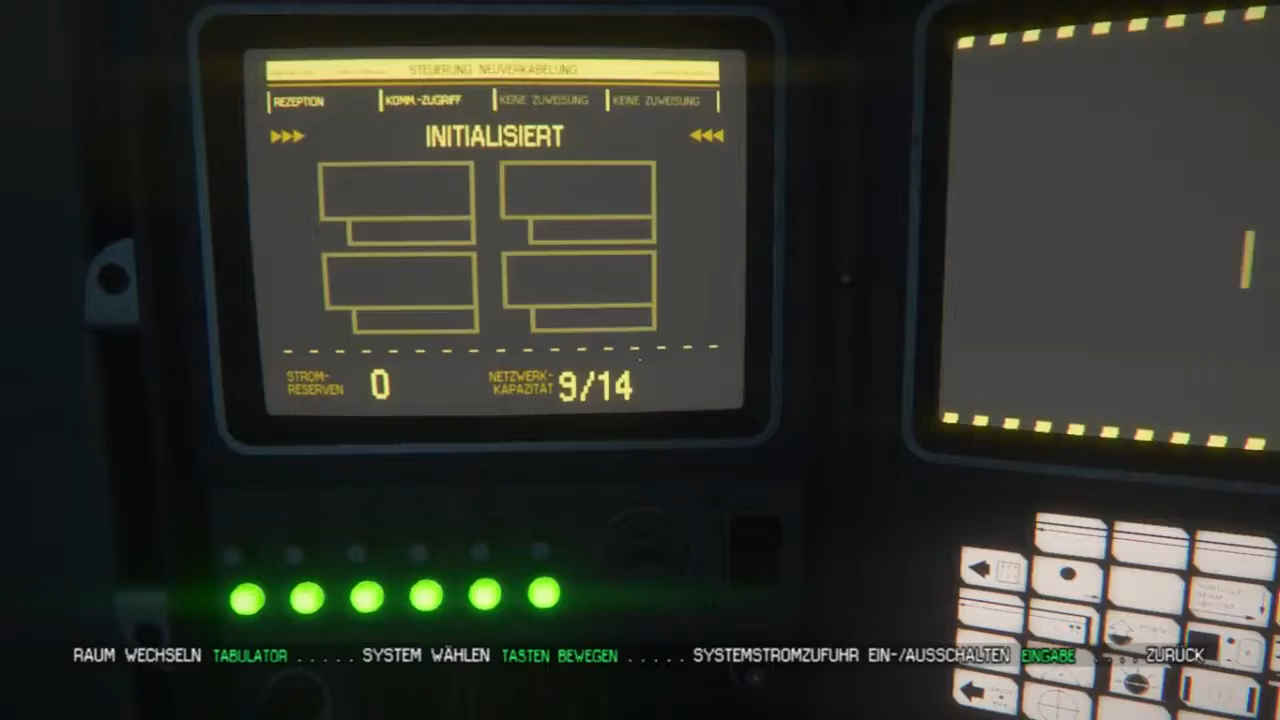 STEUERUNG NEUVERKABELUNG
REZEPTION KOMM.-ZUGRIFF KEINE ZUWEISUNG KEINE ZUWEISUNG
INITIALISIERT
STROM-
RESERVEN 0
NETZWERK-
KAPAZITÄT 9/14
RAUM WECHSELN TABULATOR ..... SYSTEM WÄHLEN TASTEN BEWEGEN ..... SYSTEMSTROMZUFUHR EIN-/AUSSCHALTEN EINGABE ..... ZURÜCK